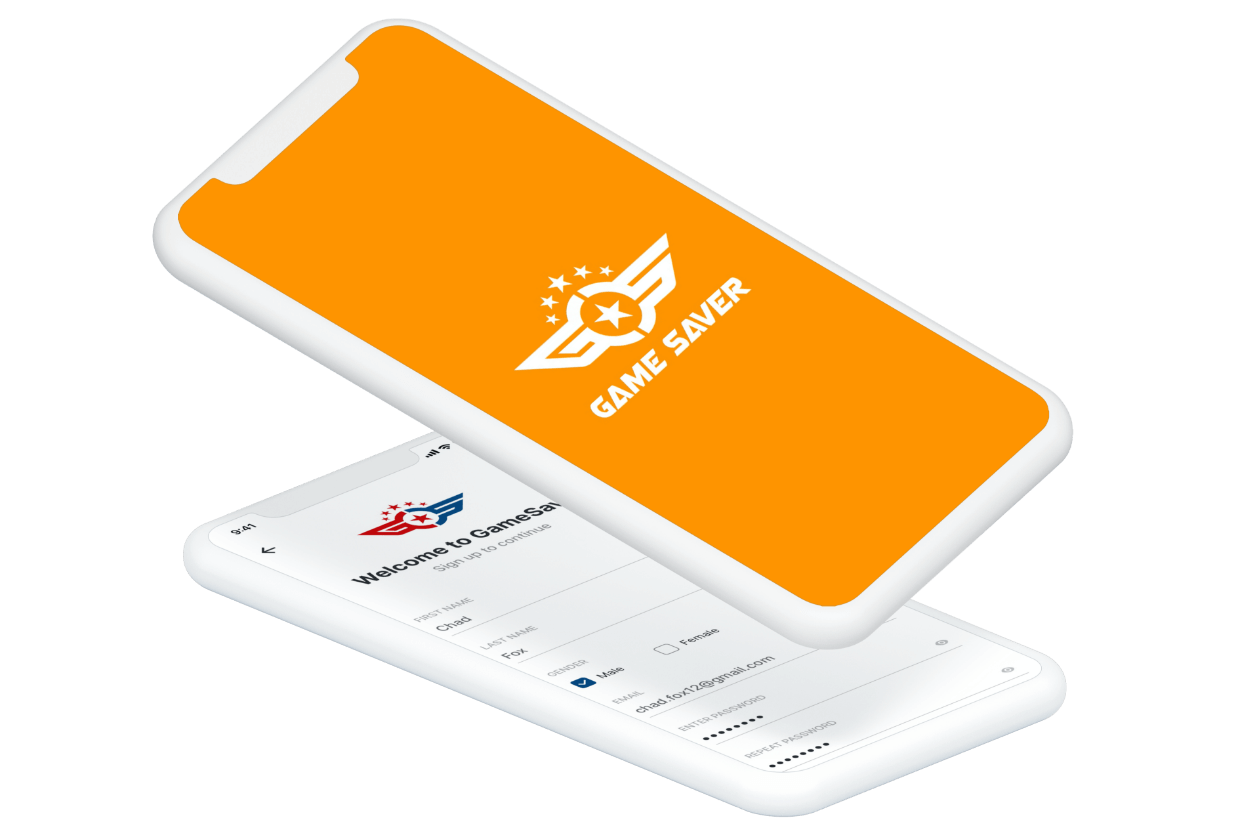 GAME SAVER
9:41
Welcome to GameSav
Sign up to continue
FIRST NAME
Chad
LAST NAME
Fox
GENDER
Male
Female
EMAIL
chad.fox12@gmail.com
ENTER PASSWORD
••••••••
REPEAT PASSWORD
••••••••